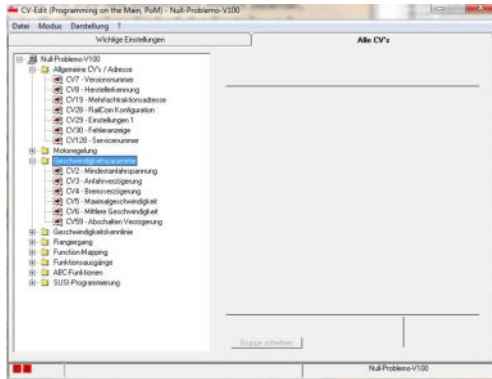 CV-Edit (Programming on the Main, PoM) - Null-Problemo-V100
Datei Modus Darstellung ?
Wichtige Einstellungen
Alle CV's
Null-Problemo-V100
Allgemeine CV's / Adresse
CV7 - Versionsnummer
CV8 - Herstellerkennung
CV19 - Mehrfachtraktionsadresse
CV28 - RailCom Konfiguration
CV29 - Einstellungen 1
CV30 - Fehleranzeige
CV128 - Servicenummer
Motorregelung
Geschwindigkeitsparameter
CV2 - Mindestanfahrspannung
CV3 - Anfahrverzögerung
CV4 - Bremsverzögerung
CV5 - Maximalgeschwindigkeit
CV6 - Mittlere Geschwindigkeit
CV59 - Abschalten Verzögerung
Geschwindigkeitskennlinie
Rangiergang
Function-Mapping
Funktionsausgänge
ABC-Funktionen
SUSI-Programmierung
Gruppe schreiben
Null-Problemo-V100